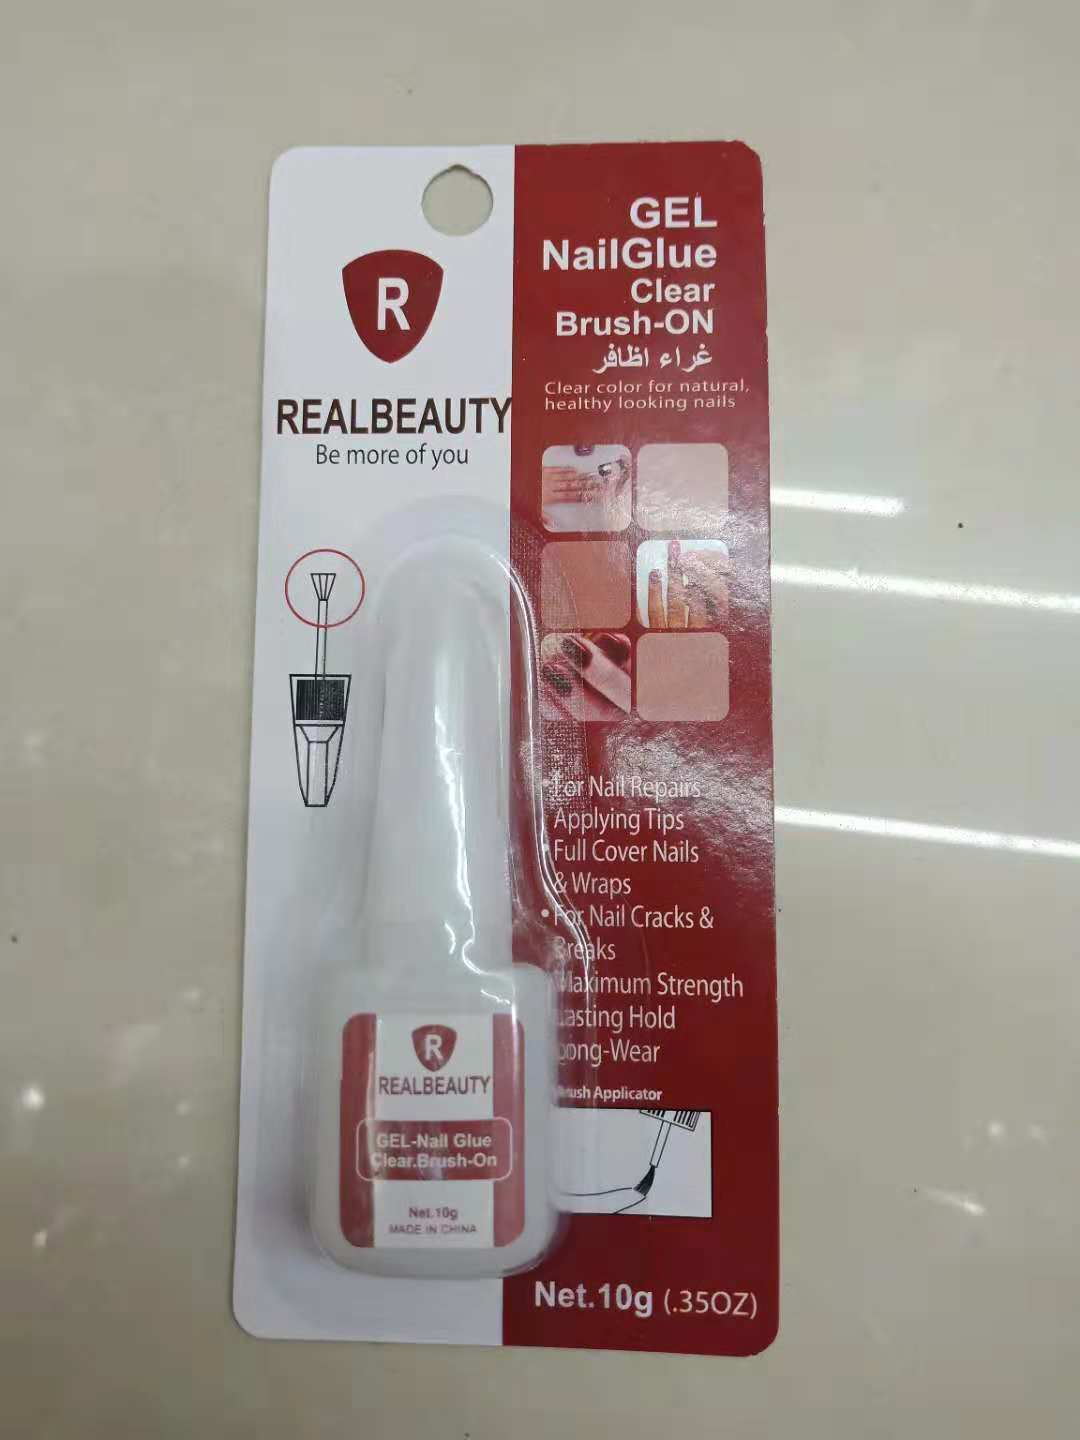 R
REALBEAUTY
Be more of you
GEL
NailGlue
Clear
Brush-ON
غراء اظافر
Clear color for natural,
healthy looking nails
• For Nail Repairs
Applying Tips
Full Cover Nails
& Wraps
• For Nail Cracks &
Breaks
Maximum Strength
Lasting Hold
Long-Wear
Brush Applicator
R
REALBEAUTY
GEL-Nail Glue
Clear.Brush-On
Net.10g
MADE IN CHINA
Net.10g (.35OZ)